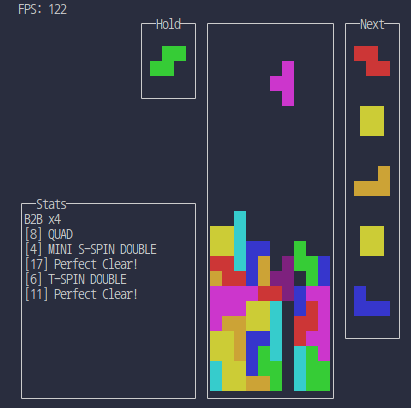 FPS: 122
Hold
Next
Stats
B2B x4
[8] QUAD
[4] MINI S-SPIN DOUBLE
[17] Perfect Clear!
[6] T-SPIN DOUBLE
[11] Perfect Clear!